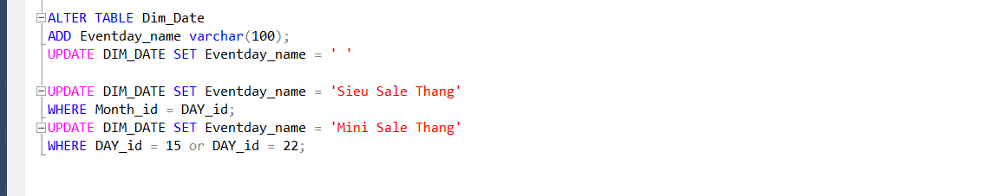 ALTER TABLE Dim_Date
ADD Eventday_name varchar(100);
UPDATE DIM_DATE SET Eventday_name = ' '
UPDATE DIM_DATE SET Eventday_name = 'Sieu Sale Thang'
WHERE Month_id = DAY_id;
UPDATE DIM_DATE SET Eventday_name = 'Mini Sale Thang'
WHERE DAY_id = 15 or DAY_id = 22;